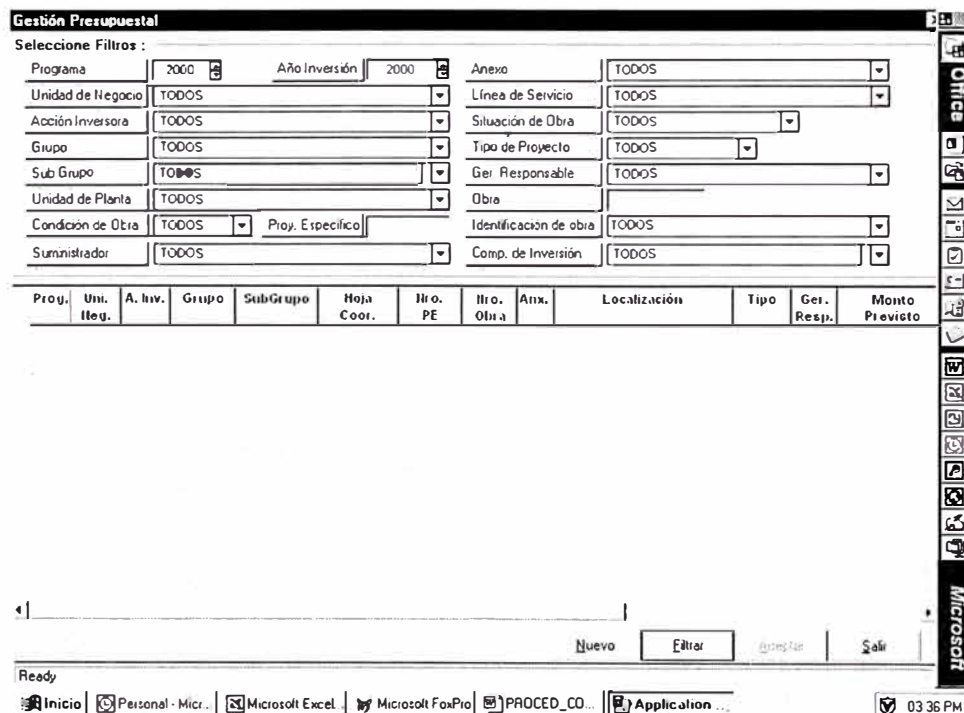 Gestión Presupuestal
Seleccione Filtros :
Programa 2000 Año Inversión 2000
Unidad de Negocio TODOS
Acción Inversora TODOS
Grupo TODOS
Sub Grupo TODOS
Unidad de Planta TODOS
Condición de Obra TODOS Proy. Especifico
Suministrador TODOS
Anexo TODOS
Línea de Servicio TODOS
Situación de Obra TODOS
Tipo de Proyecto TODOS
Ger. Responsable TODOS
Obra
Identificación de obra TODOS
Comp. de Inversión TODOS
Prog. Uni. Neg. A. Inv. Grupo SubGrupo Hoja Coor. Nro. PE Nro. Obra Anx. Localización Tipo Ger. Resp. Monto Previsto
Nuevo Filtrar Aceptar Salir
Ready
Inicio Personal - Micr... Microsoft Excel... Microsoft FoxPro PROCED_CO... Application ... 03:36 PM
Office
Microsoft